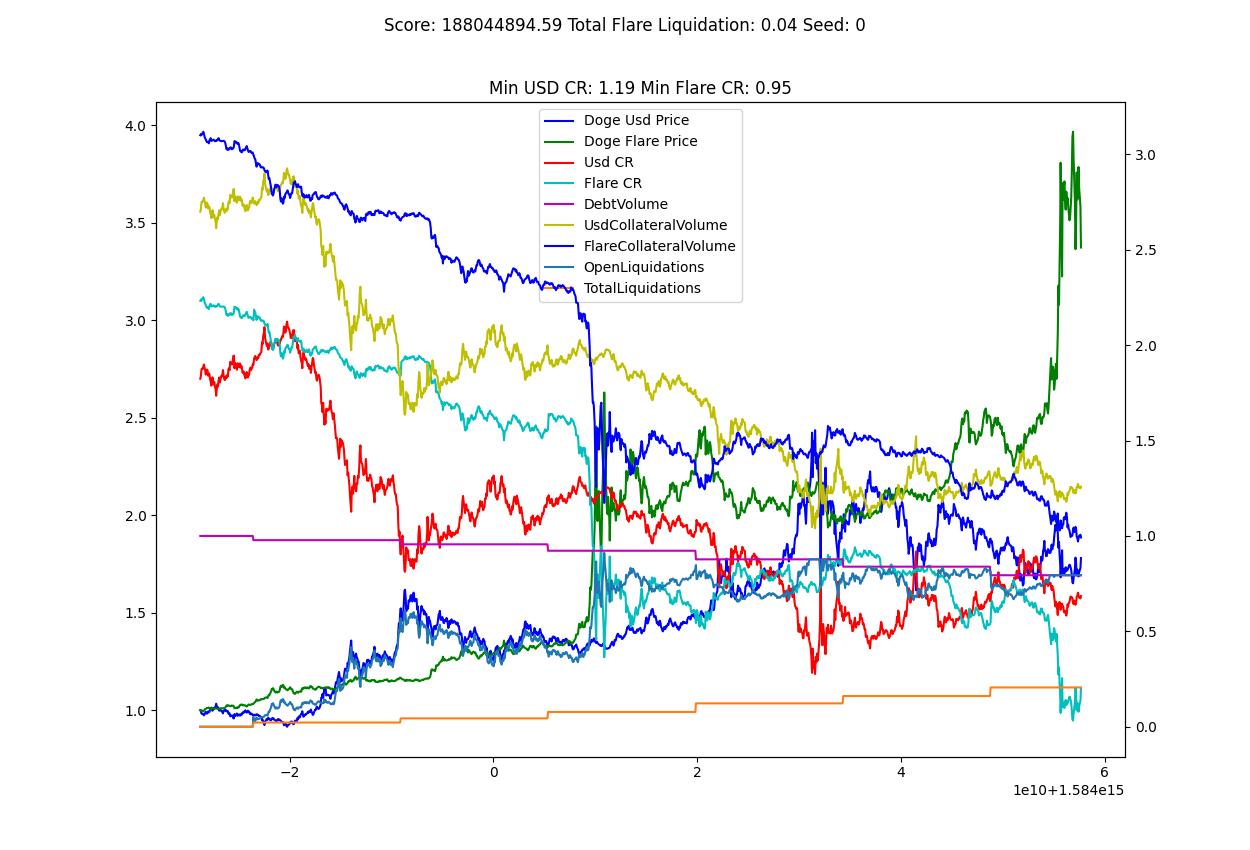 Score: 188044894.59 Total Flare Liquidation: 0.04 Seed: 0
Min USD CR: 1.19 Min Flare CR: 0.95
Doge Usd Price
Doge Flare Price
Usd CR
Flare CR
DebtVolume
UsdCollateralVolume
FlareCollateralVolume
OpenLiquidations
TotalLiquidations
4.0
3.5
3.0
2.5
2.0
1.5
1.0
3.0
2.5
2.0
1.5
1.0
0.5
0.0
−2
0
2
4
6
1e10+1.584e15